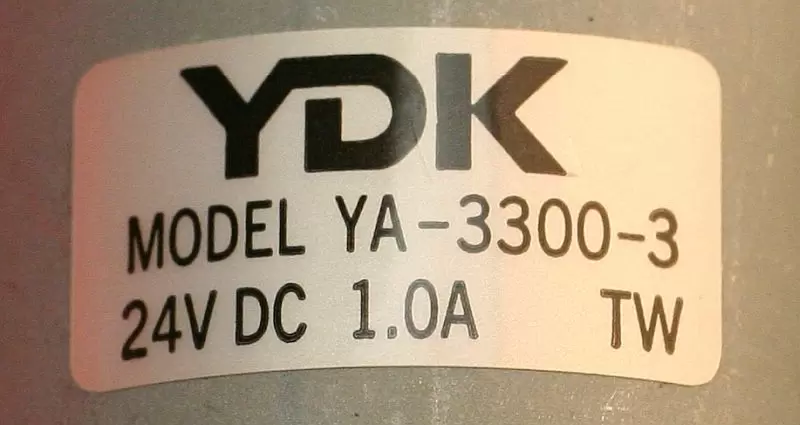 YDK
MODEL YA-3300-3
24V DC 1.0A TW